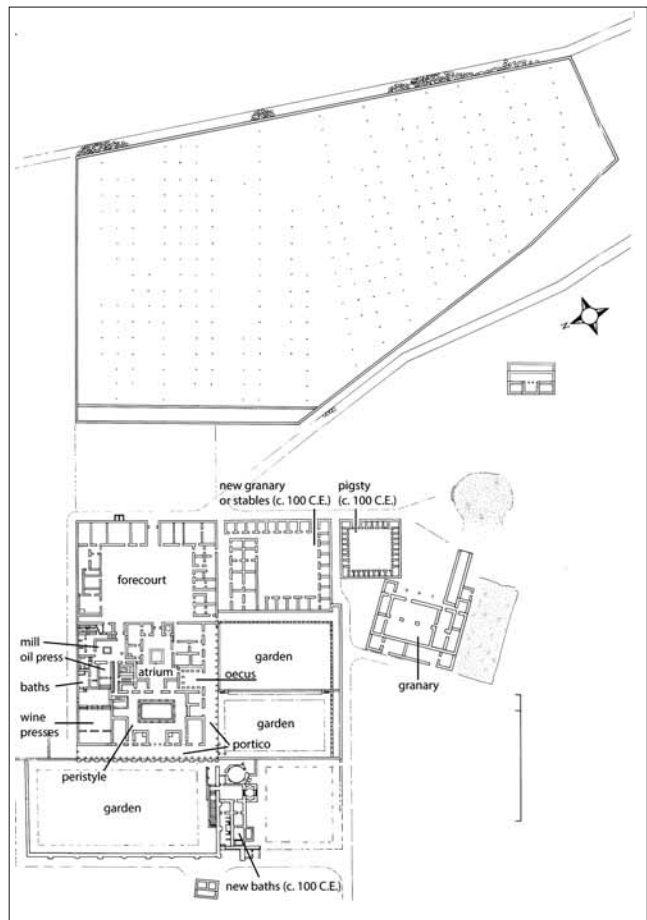 N
new granary
or stables (c. 100 C.E.)
pigsty
(c. 100 C.E.)
forecourt
mill
oil press
atrium
garden
baths
oecus
granary
wine
presses
garden
portico
peristyle
garden
new baths (c. 100 C.E.)